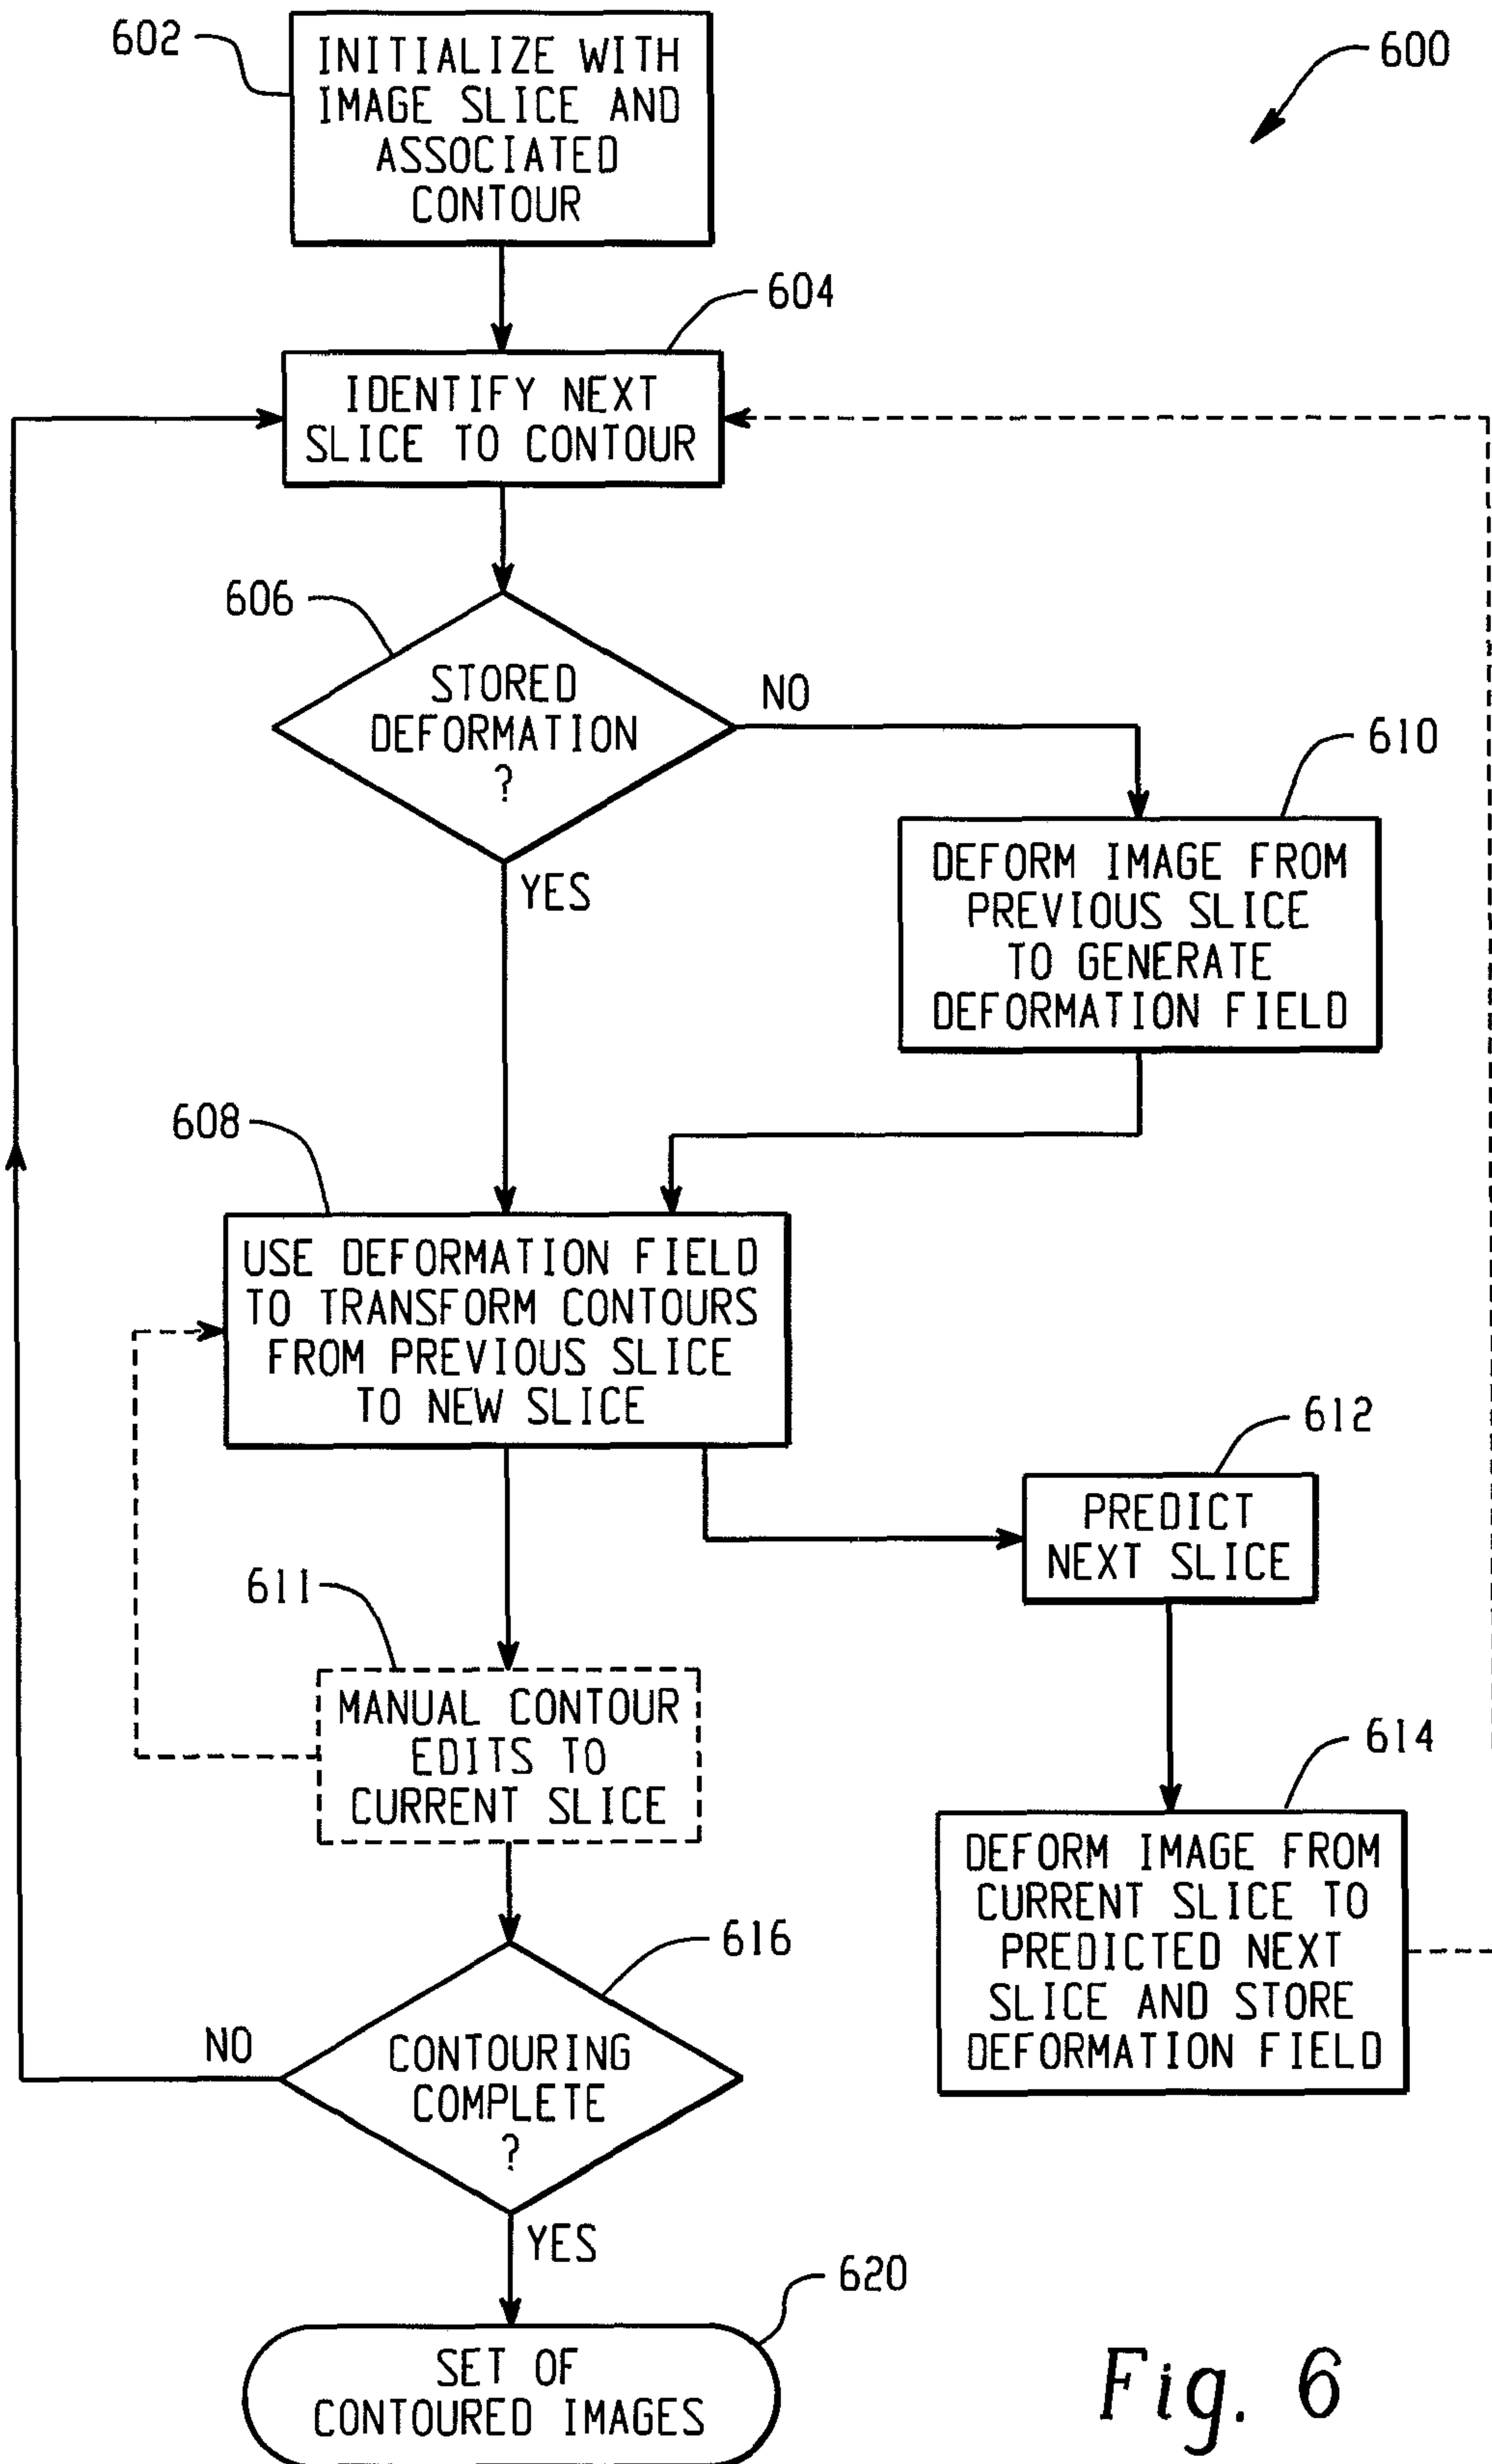 602
INITIALIZE WITH
IMAGE SLICE AND
ASSOCIATED
CONTOUR
600
604
IDENTIFY NEXT
SLICE TO CONTOUR
606
STORED
DEFORMATION
?
NO
YES
610
DEFORM IMAGE FROM
PREVIOUS SLICE
TO GENERATE
DEFORMATION FIELD
608
USE DEFORMATION FIELD
TO TRANSFORM CONTOURS
FROM PREVIOUS SLICE
TO NEW SLICE
612
PREDICT
NEXT SLICE
611
MANUAL CONTOUR
EDITS TO
CURRENT SLICE
614
DEFORM IMAGE FROM
CURRENT SLICE TO
PREDICTED NEXT
SLICE AND STORE
DEFORMATION FIELD
616
CONTOURING
COMPLETE
?
NO
YES
620
SET OF
CONTOURED IMAGES
Fig. 6